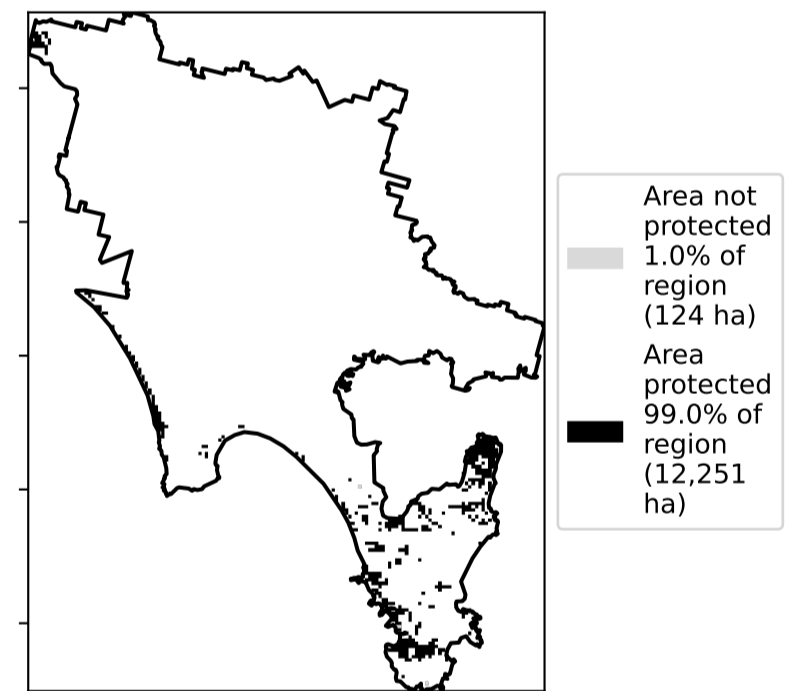 Area not
protected
1.0% of
region
(124 ha)
Area
protected
99.0% of
region
(12,251
ha)